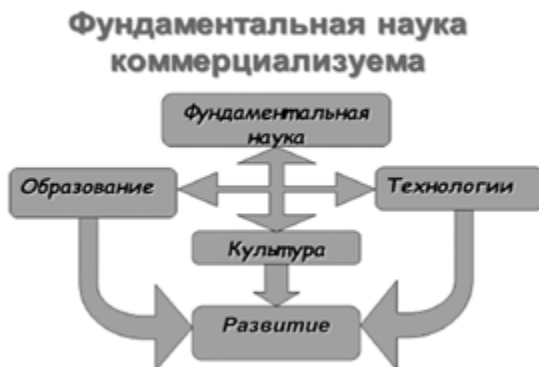 Фундаментальная наука
коммерциализуема
Фундаментальная
наука
Образование
Технологии
Культура
Развитие